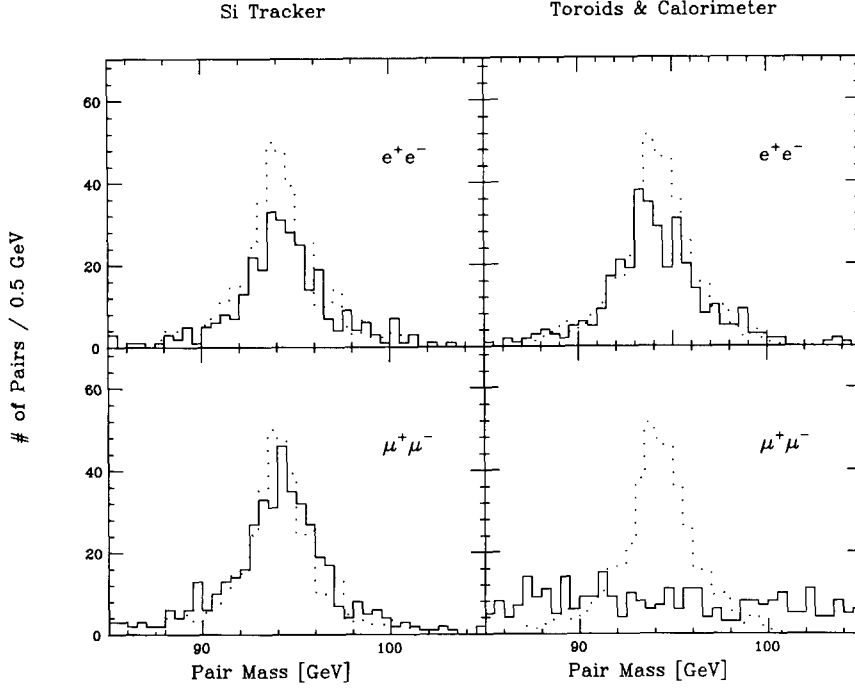 Si Tracker
Toroids & Calorimeter
# of Pairs / 0.5 GeV
60
40
20
0
e⁺e⁻
e⁺e⁻
60
40
20
0
μ⁺μ⁻
μ⁺μ⁻
90
100
90
100
Pair Mass [GeV]
Pair Mass [GeV]